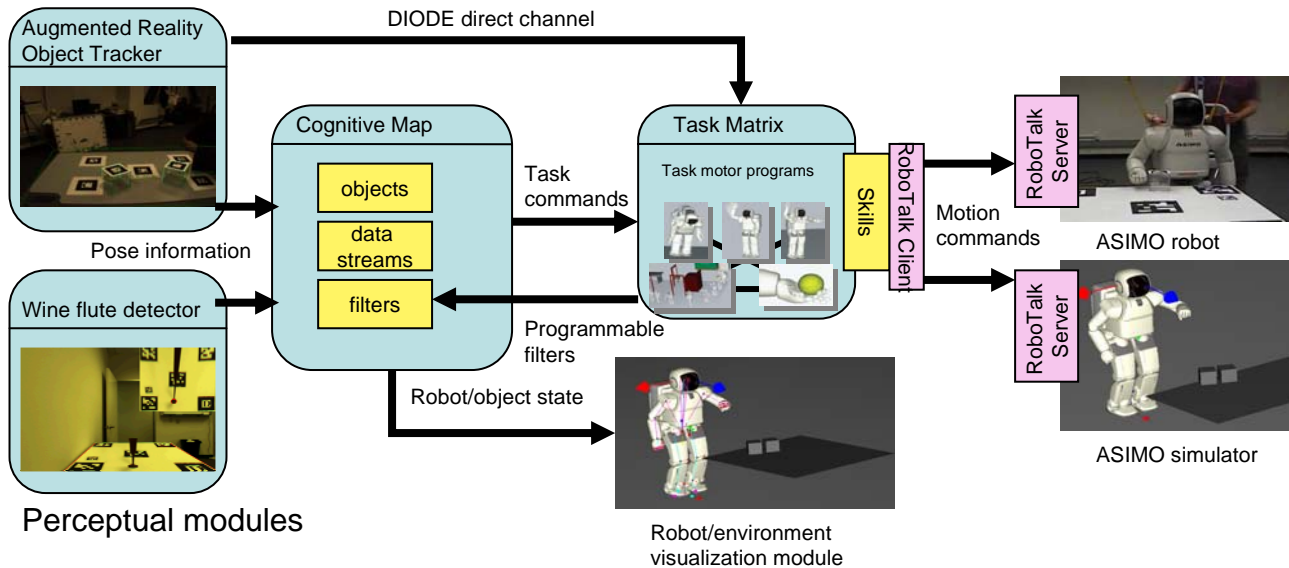 Augmented Reality
Object Tracker
DIODE direct channel
Cognitive Map
objects
data
streams
filters
Pose information
Wine flute detector
Perceptual modules
Task
commands
Programmable
filters
Robot/object state
Task Matrix
Task motor programs
Skills
RoboTalk Client
Motion
commands
RoboTalk
Server
ASIMO robot
RoboTalk
Server
ASIMO simulator
Robot/environment
visualization module